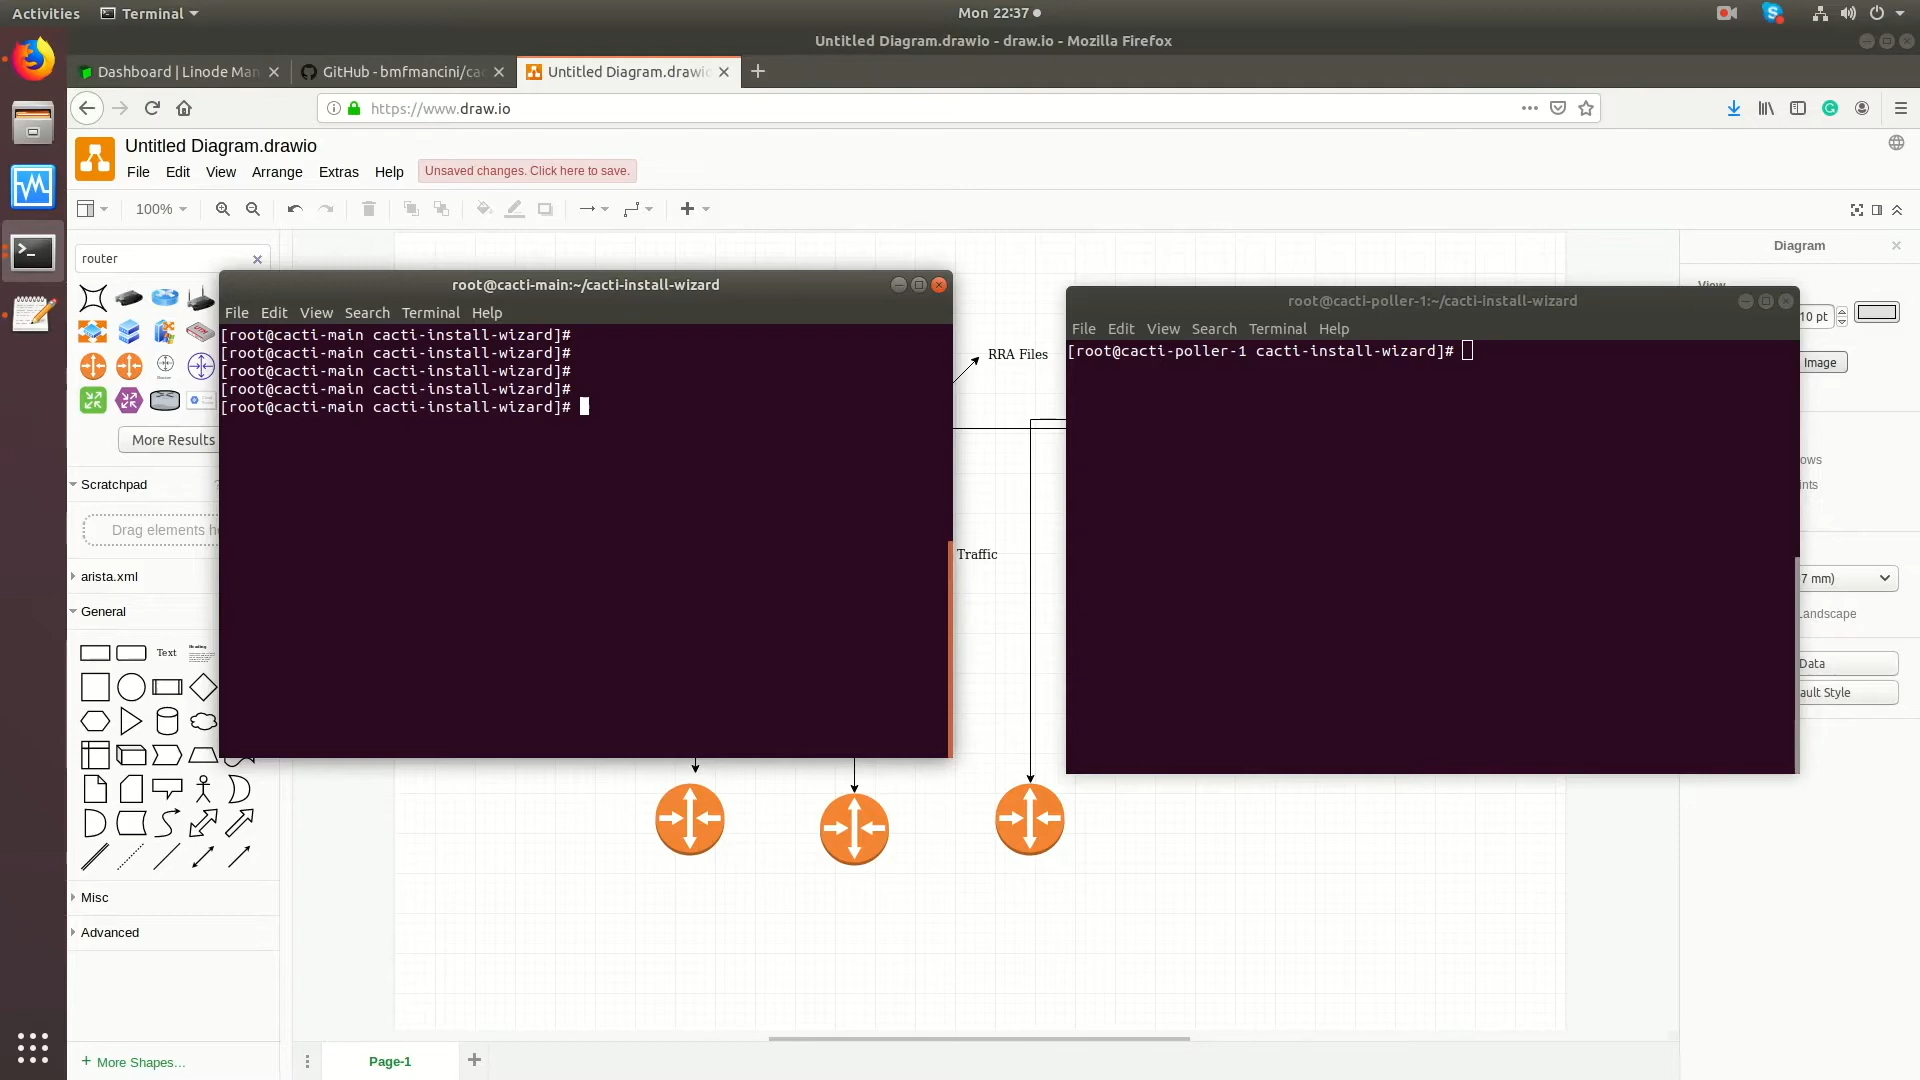 Activities
Terminal
Mon 22:37
Untitled Diagram.drawio - draw.io - Mozilla Firefox
Dashboard | Linode Man
GitHub - bmfmancini/cac
Untitled Diagram.drawio
https://www.draw.io
Untitled Diagram.drawio
File Edit View Arrange Extras Help
Unsaved changes. Click here to save.
100%
router
Diagram
View
root@cacti-main:~/cacti-install-wizard
File Edit View Search Terminal Help
[root@cacti-main cacti-install-wizard]#
[root@cacti-main cacti-install-wizard]#
[root@cacti-main cacti-install-wizard]#
[root@cacti-main cacti-install-wizard]#
[root@cacti-main cacti-install-wizard]#
root@cacti-poller-1:~/cacti-install-wizard
File Edit View Search Terminal Help
[root@cacti-poller-1 cacti-install-wizard]#
RRA Files
Traffic
10 pt
Image
ows
ints
7 mm)
Landscape
Data
ault Style
More Results
Scratchpad
Drag elements he
arista.xml
General
Text
Heading
Misc
Advanced
+ More Shapes...
Page-1